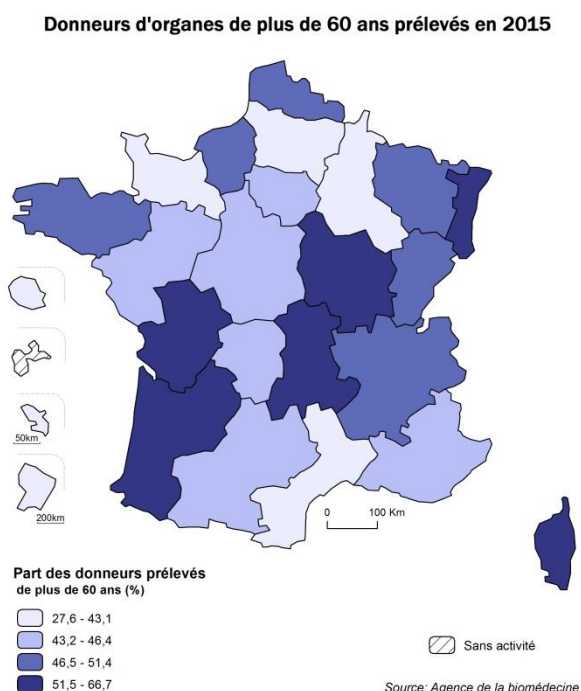 Donneurs d'organes de plus de 60 ans prélevés en 2015
50km
200km
0 100 Km
Part des donneurs prélevés
de plus de 60 ans (%)
27,6 - 43,1
43,2 - 46,4
46,5 - 51,4
51,5 - 66,7
Sans activité
Source: Agence de la biomédecine